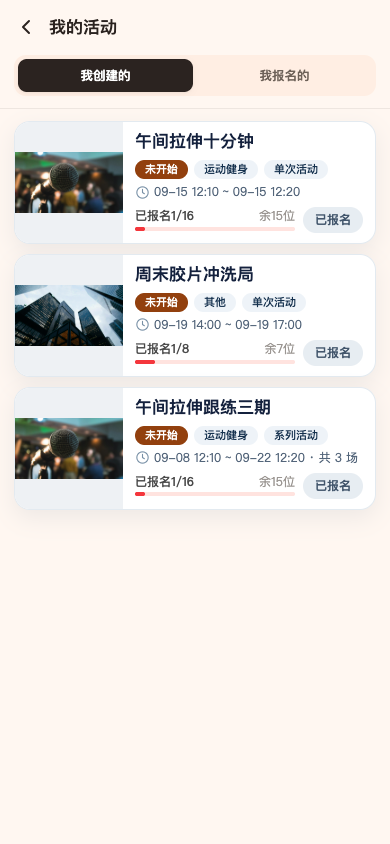 我的活动
我创建的
我报名的
午间拉伸十分钟
未开始
运动健身
单次活动
09-15 12:10 ~ 09-15 12:20
已报名1/16
余15位
已报名
周末胶片冲洗局
未开始
其他
单次活动
09-19 14:00 ~ 09-19 17:00
已报名1/8
余7位
已报名
午间拉伸跟练三期
未开始
运动健身
系列活动
09-08 12:10 ~ 09-22 12:20 · 共 3 场
已报名1/16
余15位
已报名